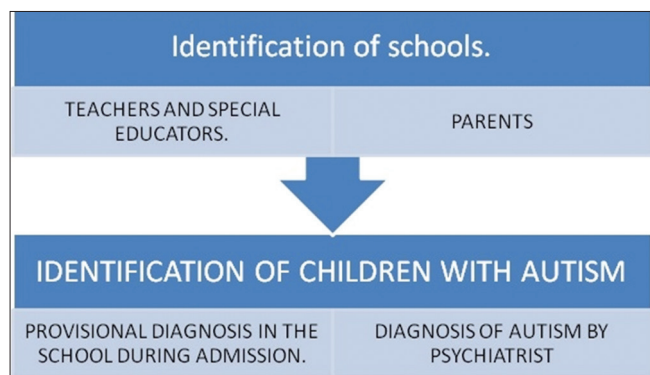 Identification of schools.
TEACHERS AND SPECIAL
EDUCATORS.
PARENTS
IDENTIFICATION OF CHILDREN WITH AUTISM
PROVISIONAL DIAGNOSIS IN THE
SCHOOL DURING ADMISSION.
DIAGNOSIS OF AUTISM BY
PSYCHIATRIST